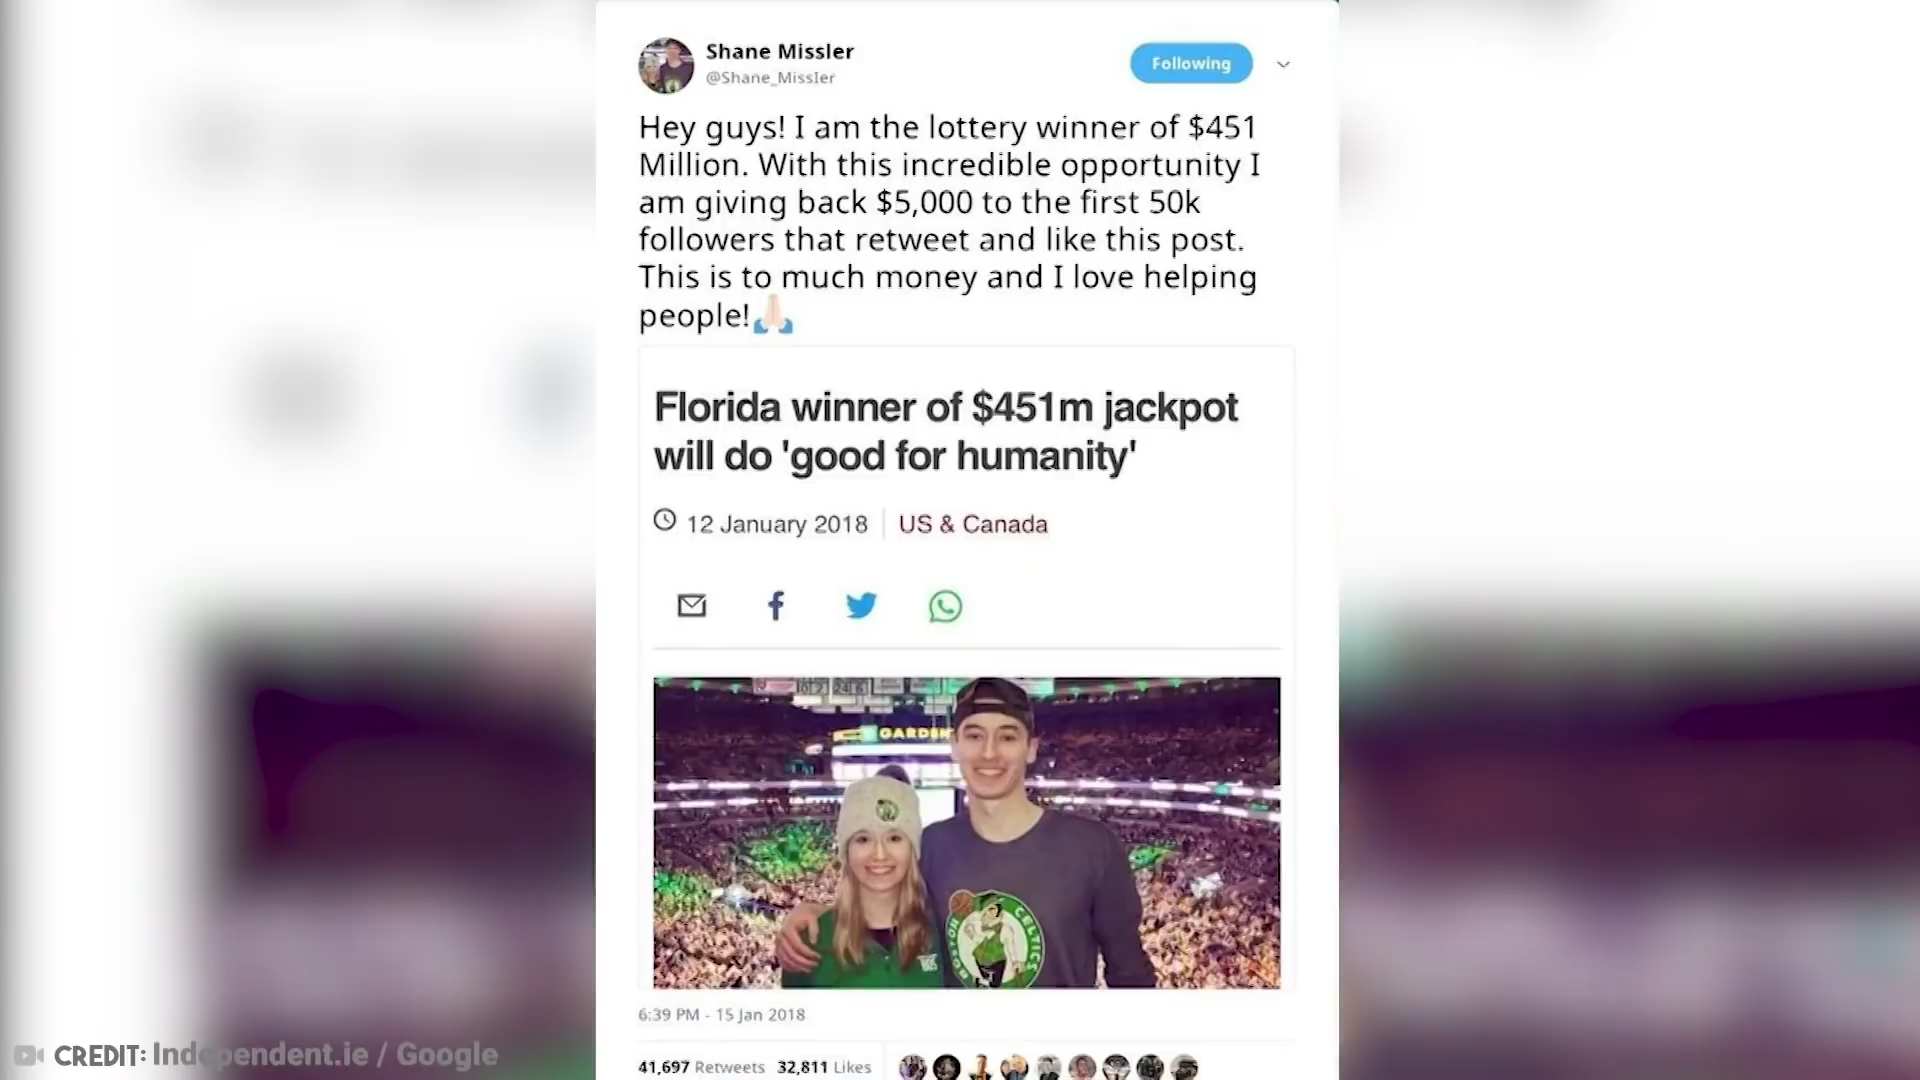 Shane Missler
@Shane_MissIer
Following
Hey guys! I am the lottery winner of $451
Million. With this incredible opportunity I
am giving back $5,000 to the first 50k
followers that retweet and like this post.
This is to much money and I love helping
people!🙏🏻
Florida winner of $451m jackpot
will do 'good for humanity'
12 January 2018 | US & Canada
GARDEN
BOSTON CELTICS
6:39 PM - 15 Jan 2018
41,697 Retweets 32,811 Likes
CREDIT: Independent.ie / Google